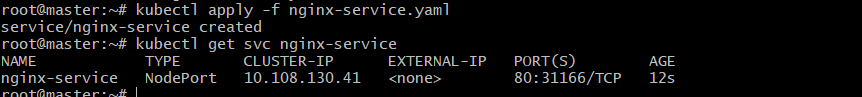 root@master:~# kubectl apply -f nginx-service.yaml
service/nginx-service created
root@master:~# kubectl get svc nginx-service
NAME            TYPE       CLUSTER-IP      EXTERNAL-IP   PORT(S)        AGE
nginx-service   NodePort   10.108.130.41   <none>        80:31166/TCP   12s
root@master:~#